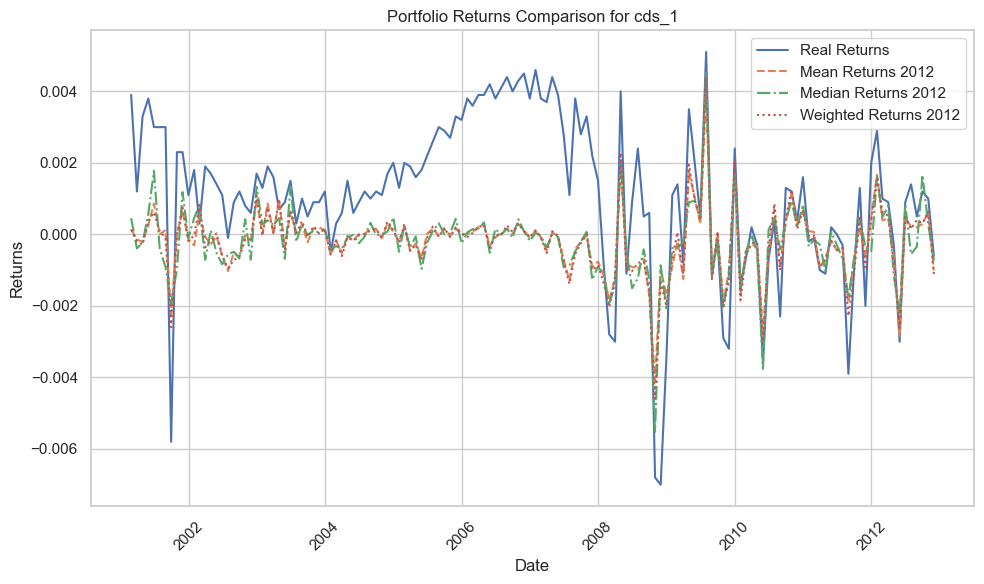 Portfolio Returns Comparison for cds_1
Real Returns
Mean Returns 2012
Median Returns 2012
Weighted Returns 2012
Returns
0.004
0.002
0.000
−0.002
−0.004
−0.006
2002
2004
2006
2008
2010
2012
Date